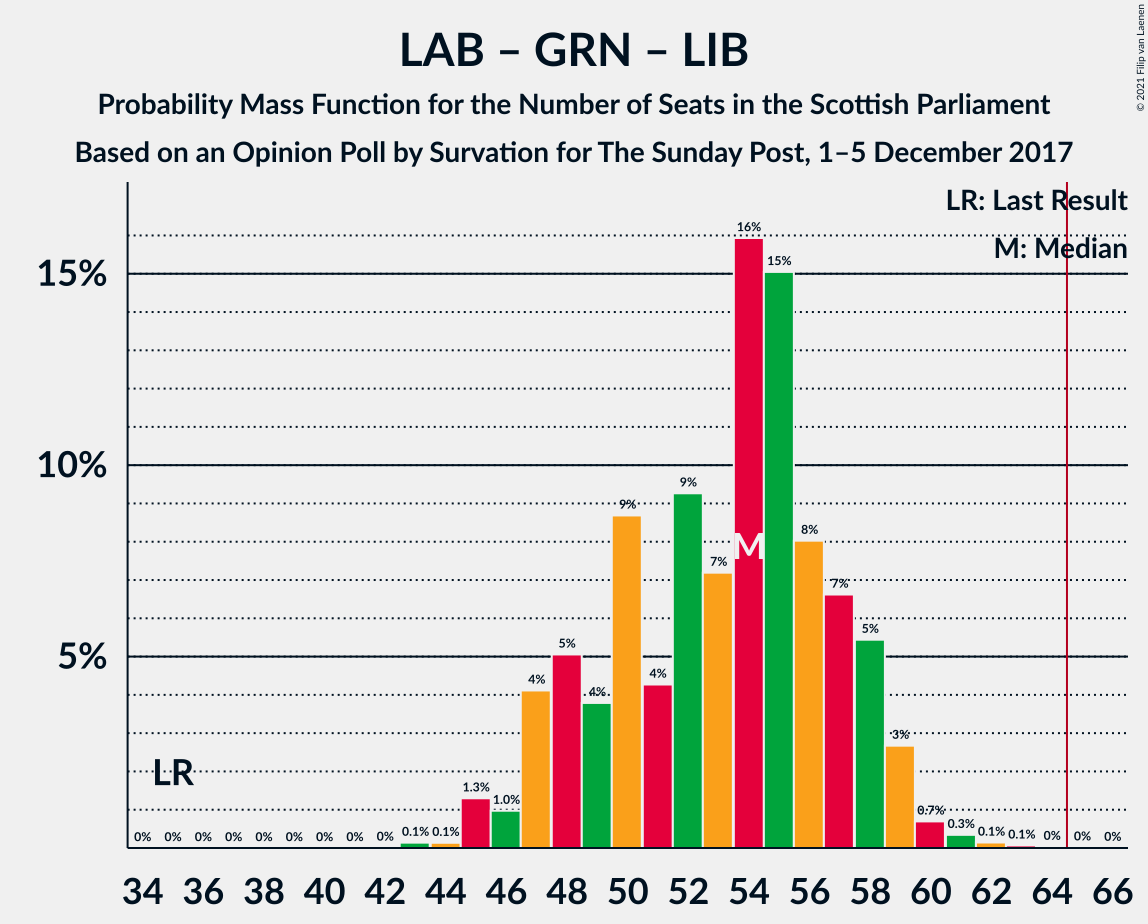 LAB – GRN – LIB
Probability Mass Function for the Number of Seats in the Scottish Parliament
Based on an Opinion Poll by Survation for The Sunday Post, 1–5 December 2017
© 2021 Filip van Laenen
LR: Last Result
M: Median
15%
10%
5%
LR
M
0% 0% 0% 0% 0% 0% 0% 0% 0% 0.1% 0.1% 1.3% 1.0% 4% 5% 4% 9% 4% 9% 7% 16% 15% 8% 7% 5% 3% 0.7% 0.3% 0.1% 0.1% 0% 0% 0%
34 36 38 40 42 44 46 48 50 52 54 56 58 60 62 64 66